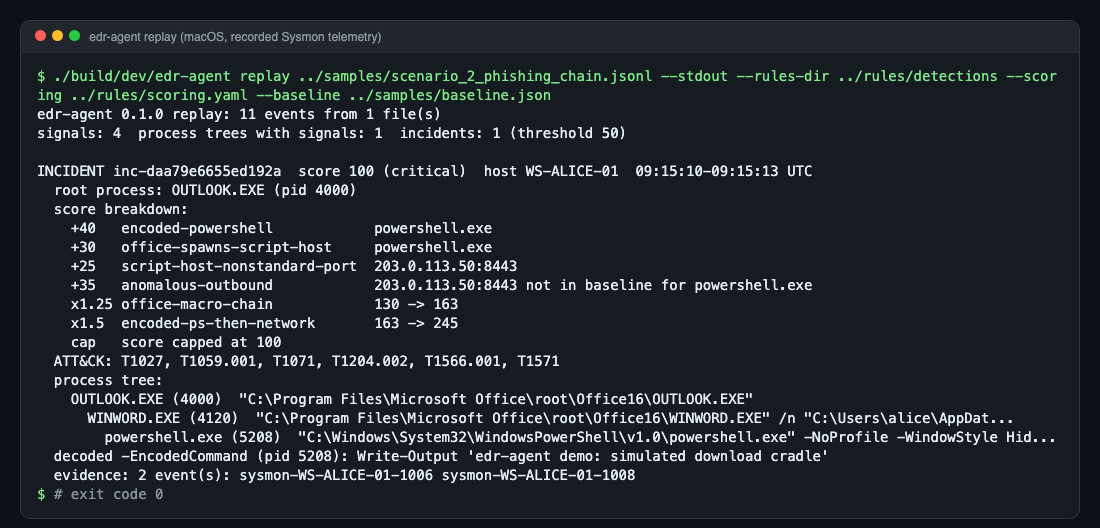 edr-agent replay (macOS, recorded Sysmon telemetry)
$ ./build/dev/edr-agent replay ../samples/scenario_2_phishing_chain.jsonl --stdout --rules-dir ../rules/detections --scor
ing ../rules/scoring.yaml --baseline ../samples/baseline.json
edr-agent 0.1.0 replay: 11 events from 1 file(s)
signals: 4  process trees with signals: 1  incidents: 1 (threshold 50)

INCIDENT inc-daa79e6655ed192a  score 100 (critical)  host WS-ALICE-01  09:15:10-09:15:13 UTC
  root process: OUTLOOK.EXE (pid 4000)
  score breakdown:
    +40   encoded-powershell               powershell.exe
    +30   office-spawns-script-host        powershell.exe
    +25   script-host-nonstandard-port  203.0.113.50:8443
    +35   anomalous-outbound               203.0.113.50:8443 not in baseline for powershell.exe
    x1.25 office-macro-chain               130 -> 163
    x1.5  encoded-ps-then-network          163 -> 245
    cap   score capped at 100
  ATT&CK: T1027, T1059.001, T1071, T1204.002, T1566.001, T1571
  process tree:
    OUTLOOK.EXE (4000)  "C:\Program Files\Microsoft Office\root\Office16\OUTLOOK.EXE"
      WINWORD.EXE (4120)  "C:\Program Files\Microsoft Office\root\Office16\WINWORD.EXE" /n "C:\Users\alice\AppDat...
        powershell.exe (5208)  "C:\Windows\System32\WindowsPowerShell\v1.0\powershell.exe" -NoProfile -WindowStyle Hid...
  decoded -EncodedCommand (pid 5208): Write-Output 'edr-agent demo: simulated download cradle'
  evidence: 2 event(s): sysmon-WS-ALICE-01-1006 sysmon-WS-ALICE-01-1008
$ # exit code 0